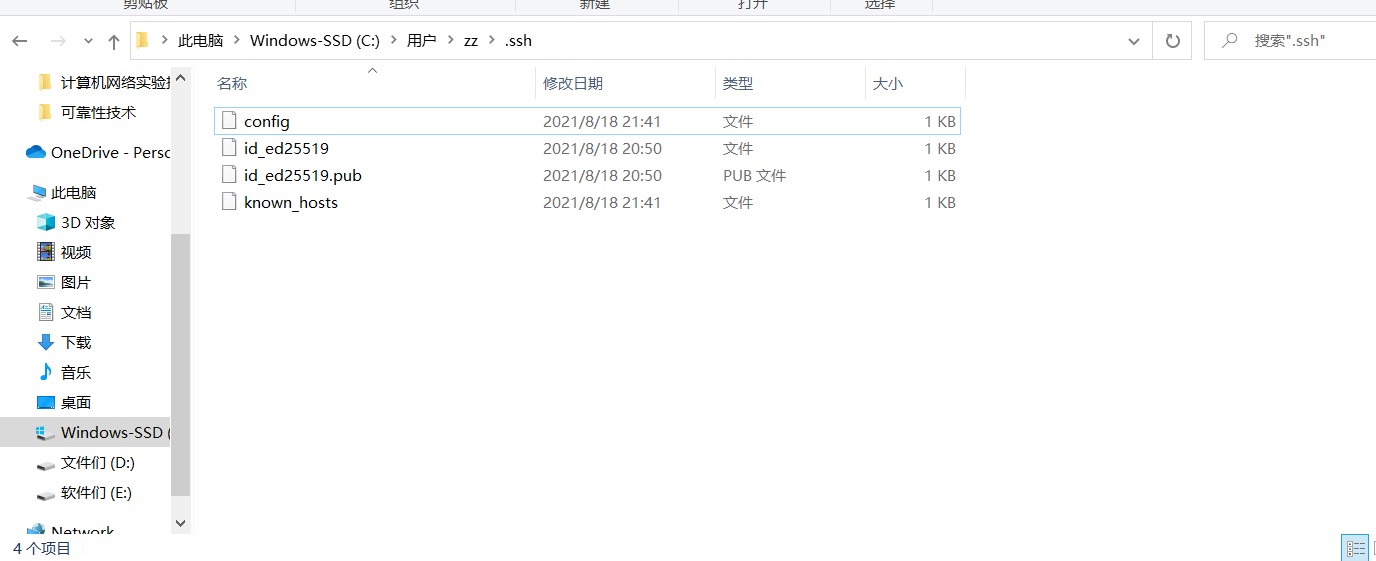 剪贴板 组织 新建 打开 选择
此电脑 Windows-SSD (C:) 用户 zz .ssh 搜索".ssh"
名称 修改日期 类型 大小
计算机网络实验
可靠性技术
OneDrive - Perso
此电脑
3D 对象
视频
图片
文档
下载
音乐
桌面
Windows-SSD (
文件们 (D:)
软件们 (E:)
Network
config 2021/8/18 21:41 文件 1 KB
id_ed25519 2021/8/18 20:50 文件 1 KB
id_ed25519.pub 2021/8/18 20:50 PUB 文件 1 KB
known_hosts 2021/8/18 21:41 文件 1 KB
4 个项目